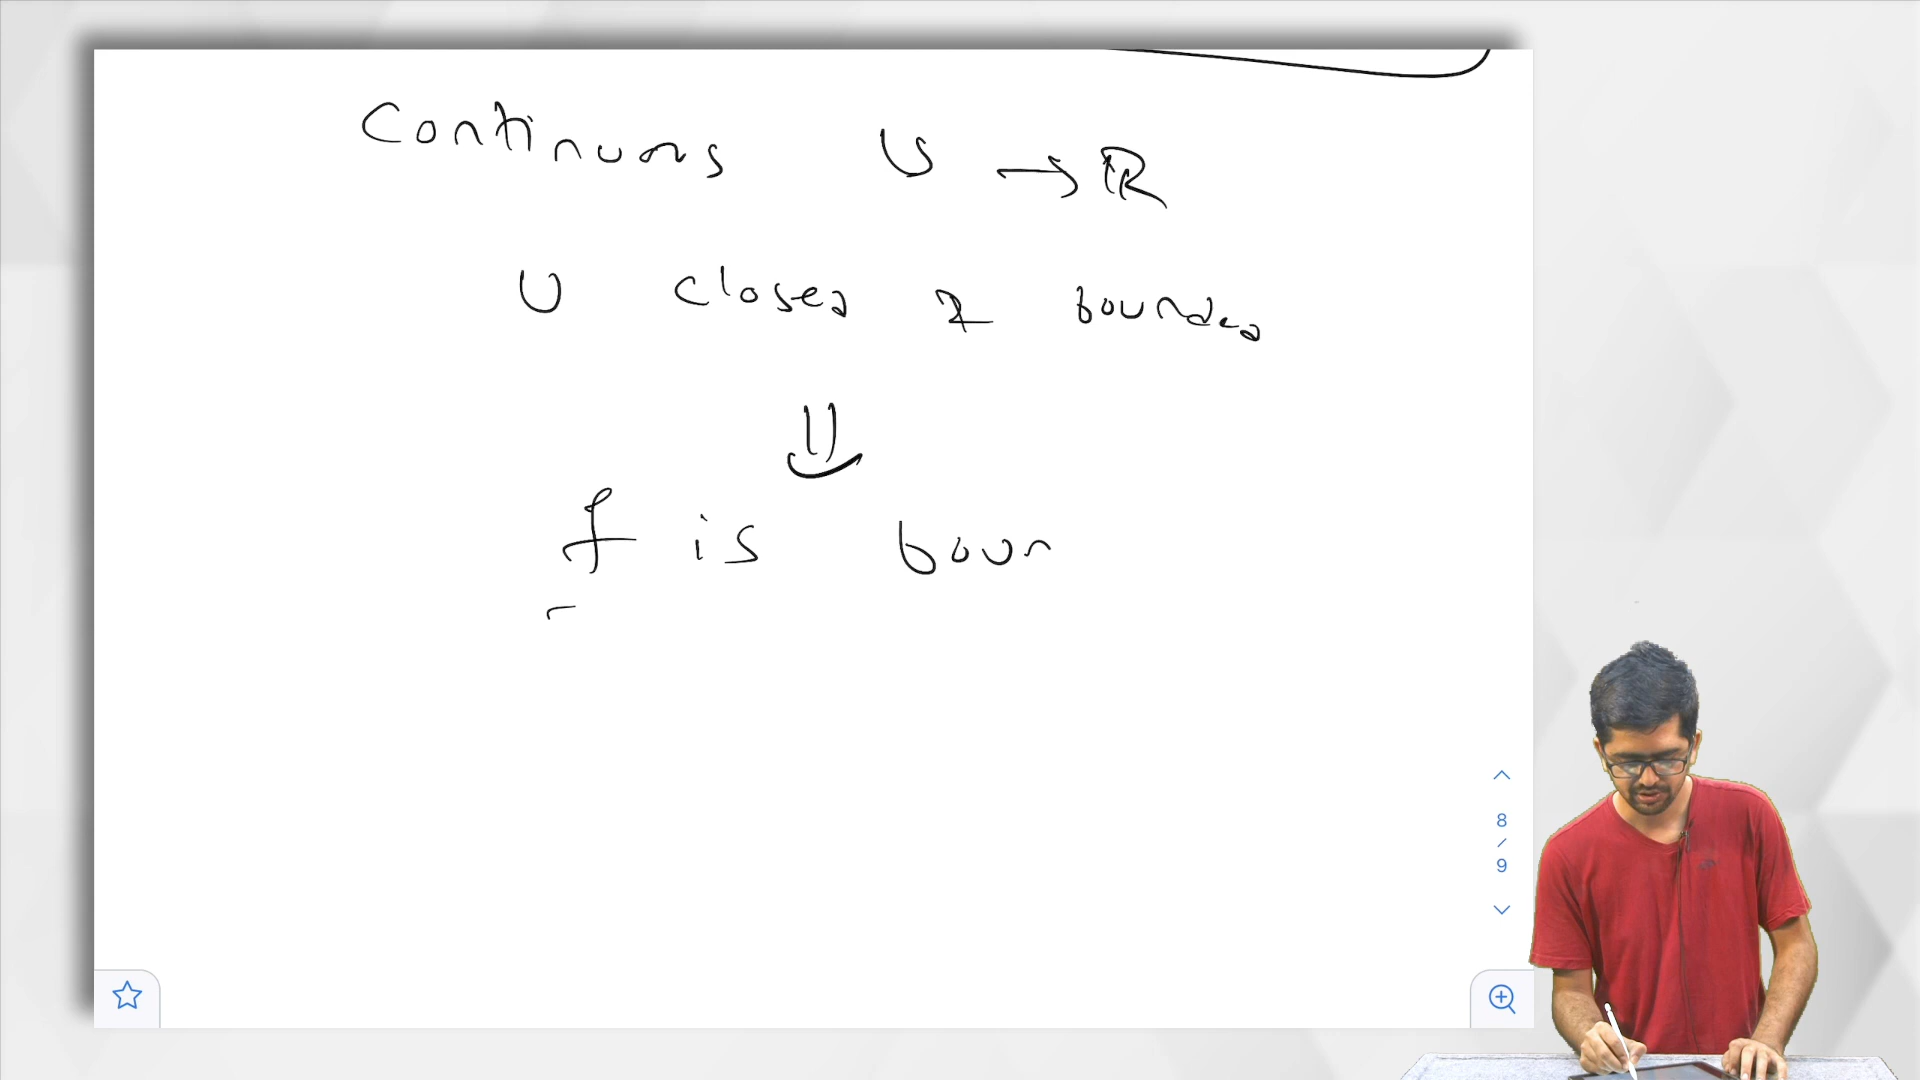 Continuous U → ℝ
U closed & bounded
⇓
f is boun
8
/
9